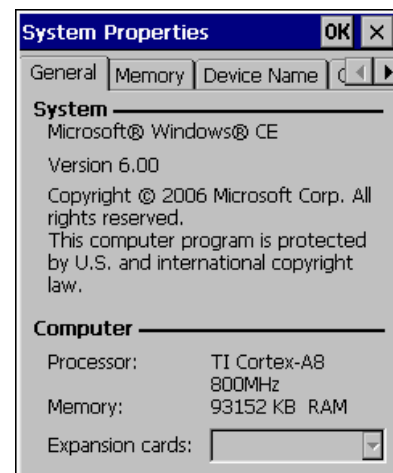 System Properties OK ×
General Memory Device Name
System
Microsoft® Windows® CE
Version 6.00
Copyright © 2006 Microsoft Corp. All
rights reserved.
This computer program is protected
by U.S. and international copyright
law.
Computer
Processor: TI Cortex-A8
800MHz
Memory: 93152 KB RAM
Expansion cards: